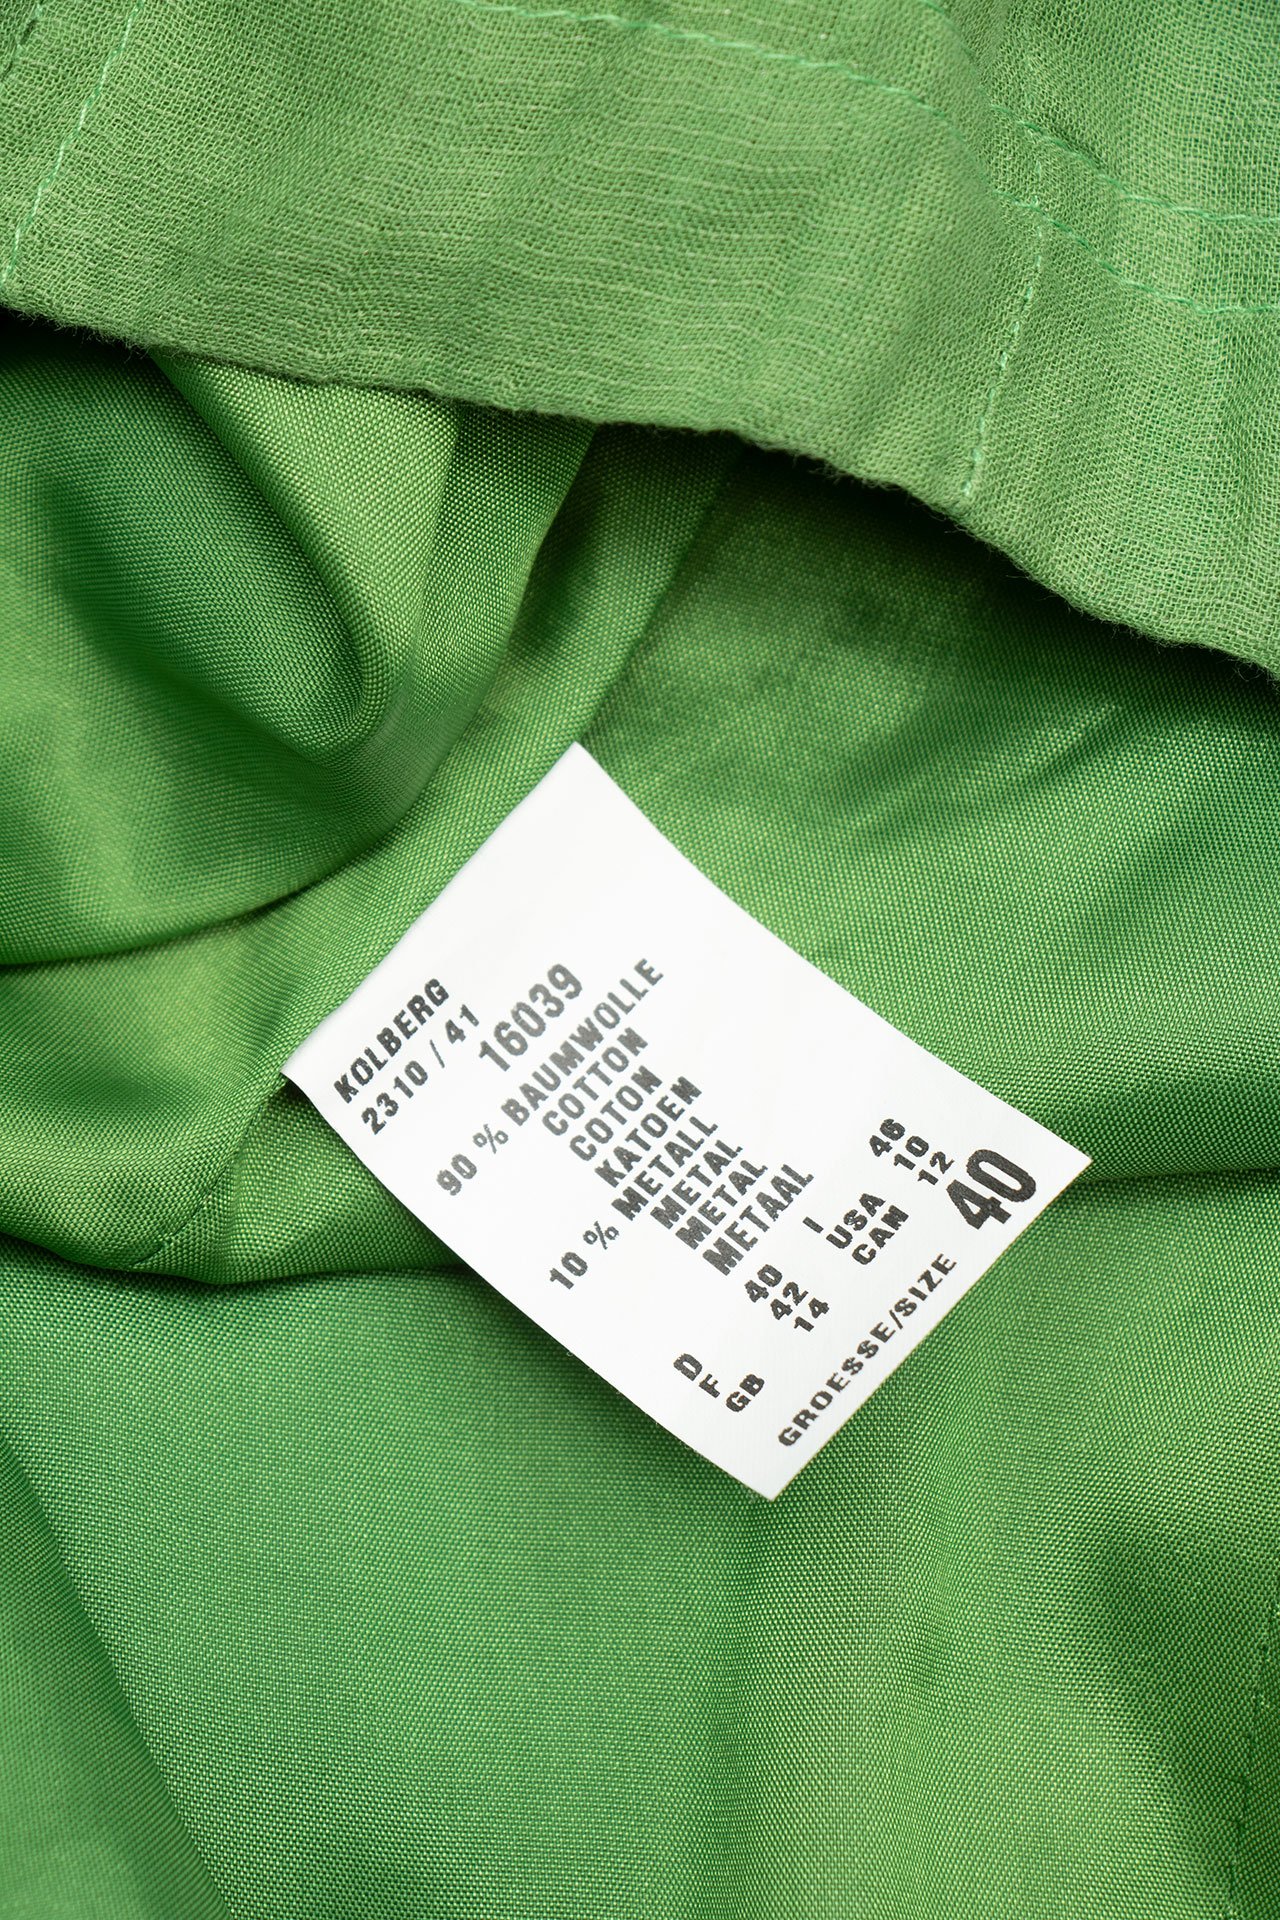 KOLBERG
2310 / 41
16039
90 % BAUMWOLLE
COTTON
COTON
KATOEN
10 % METALL
METAL
METAL
METAAL
D 40 I 46
F 42 USA 10
GB 14 CAN 12
GROESSE/SIZE 40